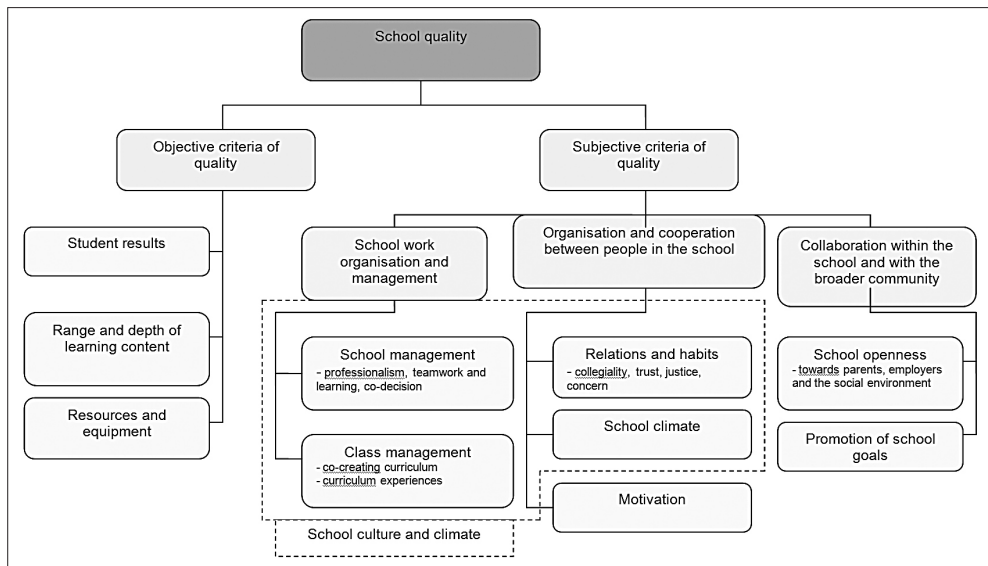 School quality
Objective criteria of
quality
Subjective criteria of
quality
Student results
Range and depth of
learning content
Resources and
equipment
School work
organisation and
management
Organisation and cooperation
between people in the school
Collaboration within the
school and with the
broader community
School management
- professionalism, teamwork and
learning, co-decision
Class management
- co-creating curriculum
- curriculum experiences
Relations and habits
- collegiality, trust, justice,
concern
School climate
Motivation
School openness
- towards parents, employers
and the social environment
Promotion of school
goals
School culture and climate